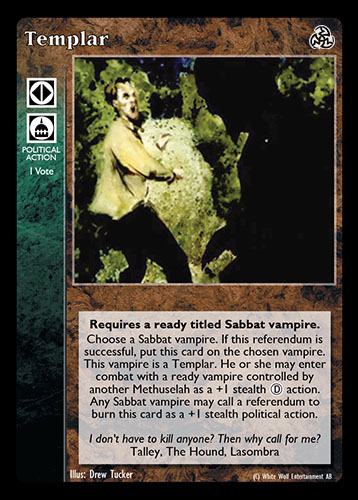 Templar
POLITICAL
ACTION
1 Vote
Requires a ready titled Sabbat vampire.
Choose a Sabbat vampire. If this referendum is
successful, put this card on the chosen vampire.
This vampire is a Templar. He or she may enter
combat with a ready vampire controlled by
another Methuselah as a +1 stealth Ⓓ action.
Any Sabbat vampire may call a referendum to
burn this card as a +1 stealth political action.
I don't have to kill anyone? Then why call for me?
Talley, The Hound, Lasombra
Illus: Drew Tucker
(C) White Wolf Entertainment AB